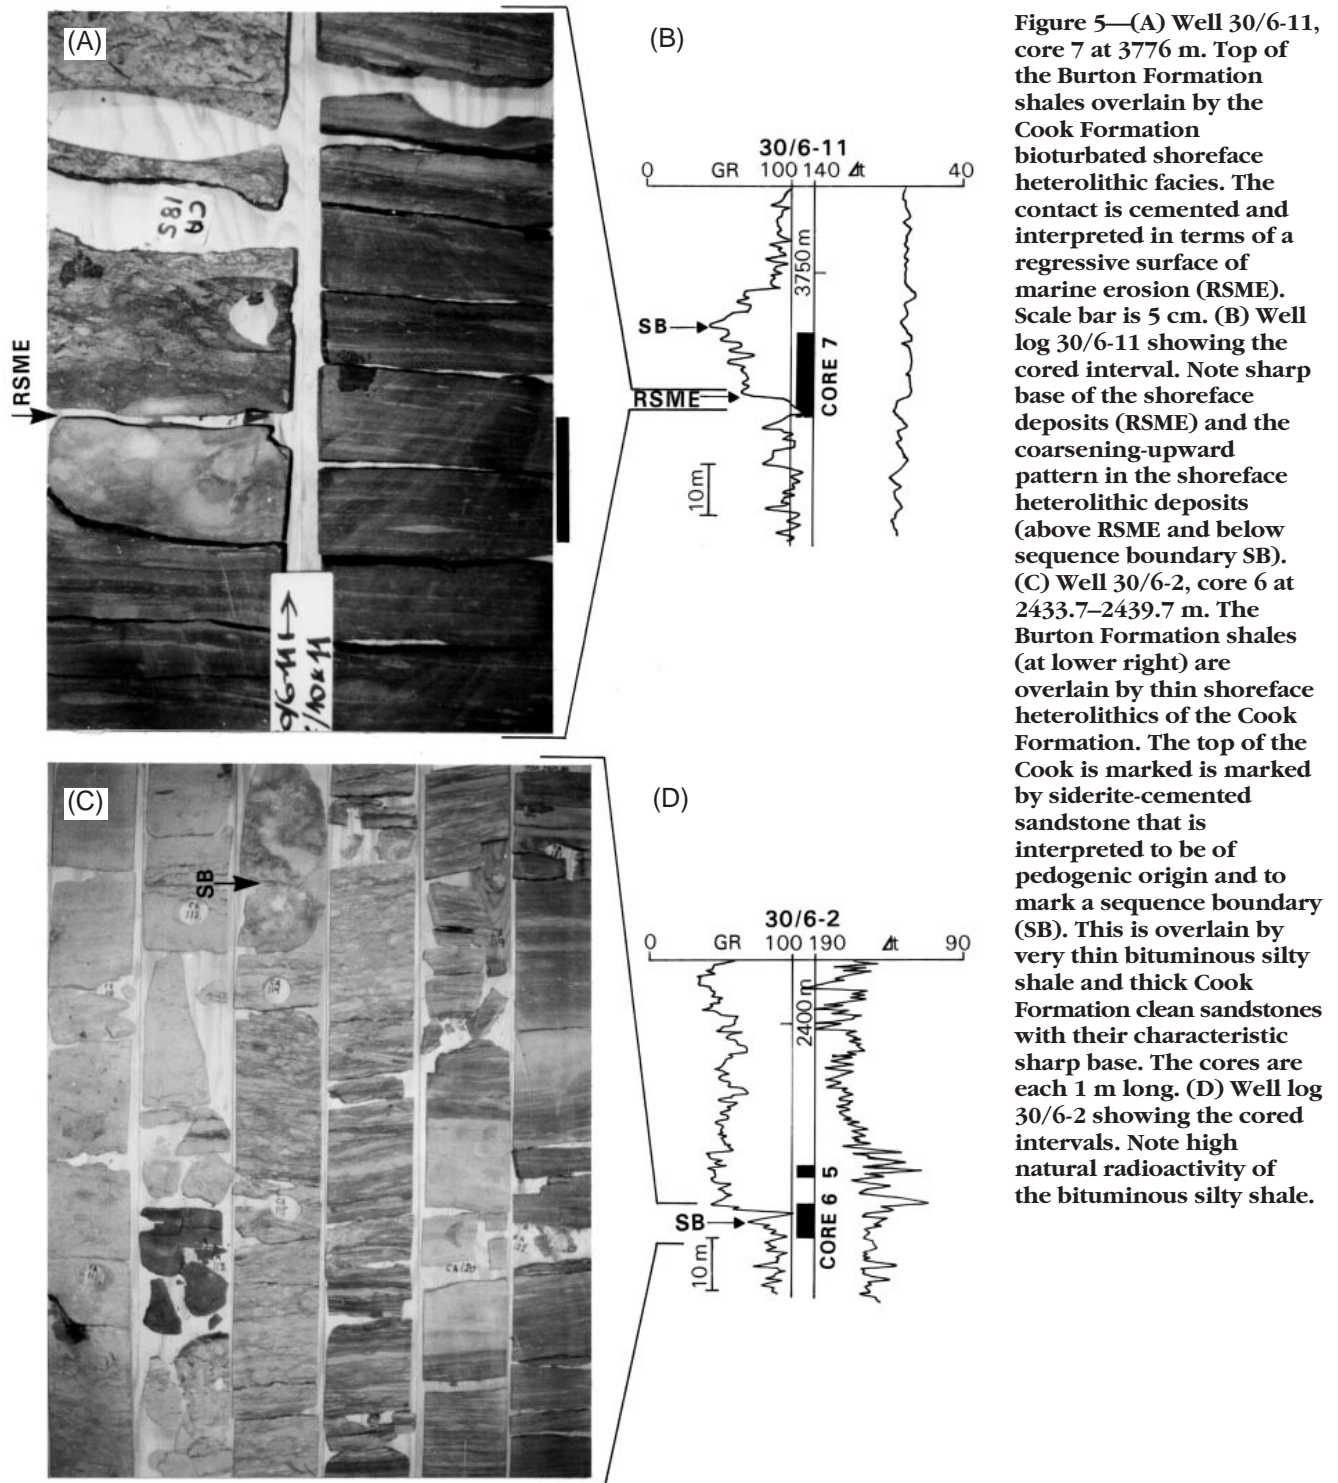 (A)
CA
185
RSME
(B)
30/6-11
0 GR 100 140 Δt 40
3750 m
SB
RSME
CORE 7
10 m
(C)
SB
(D)
30/6-2
0 GR 100 190 Δt 90
2400 m
SB
CORE 6 5
10 m
Figure 5—(A) Well 30/6-11,
core 7 at 3776 m. Top of
the Burton Formation
shales overlain by the
Cook Formation
bioturbated shoreface
heterolithic facies. The
contact is cemented and
interpreted in terms of a
regressive surface of
marine erosion (RSME).
Scale bar is 5 cm. (B) Well
log 30/6-11 showing the
cored interval. Note sharp
base of the shoreface
deposits (RSME) and the
coarsening-upward
pattern in the shoreface
heterolithic deposits
(above RSME and below
sequence boundary SB).
(C) Well 30/6-2, core 6 at
2433.7–2439.7 m. The
Burton Formation shales
(at lower right) are
overlain by thin shoreface
heterolithics of the Cook
Formation. The top of the
Cook is marked is marked
by siderite-cemented
sandstone that is
interpreted to be of
pedogenic origin and to
mark a sequence boundary
(SB). This is overlain by
very thin bituminous silty
shale and thick Cook
Formation clean sandstones
with their characteristic
sharp base. The cores are
each 1 m long. (D) Well log
30/6-2 showing the cored
intervals. Note high
natural radioactivity of
the bituminous silty shale.